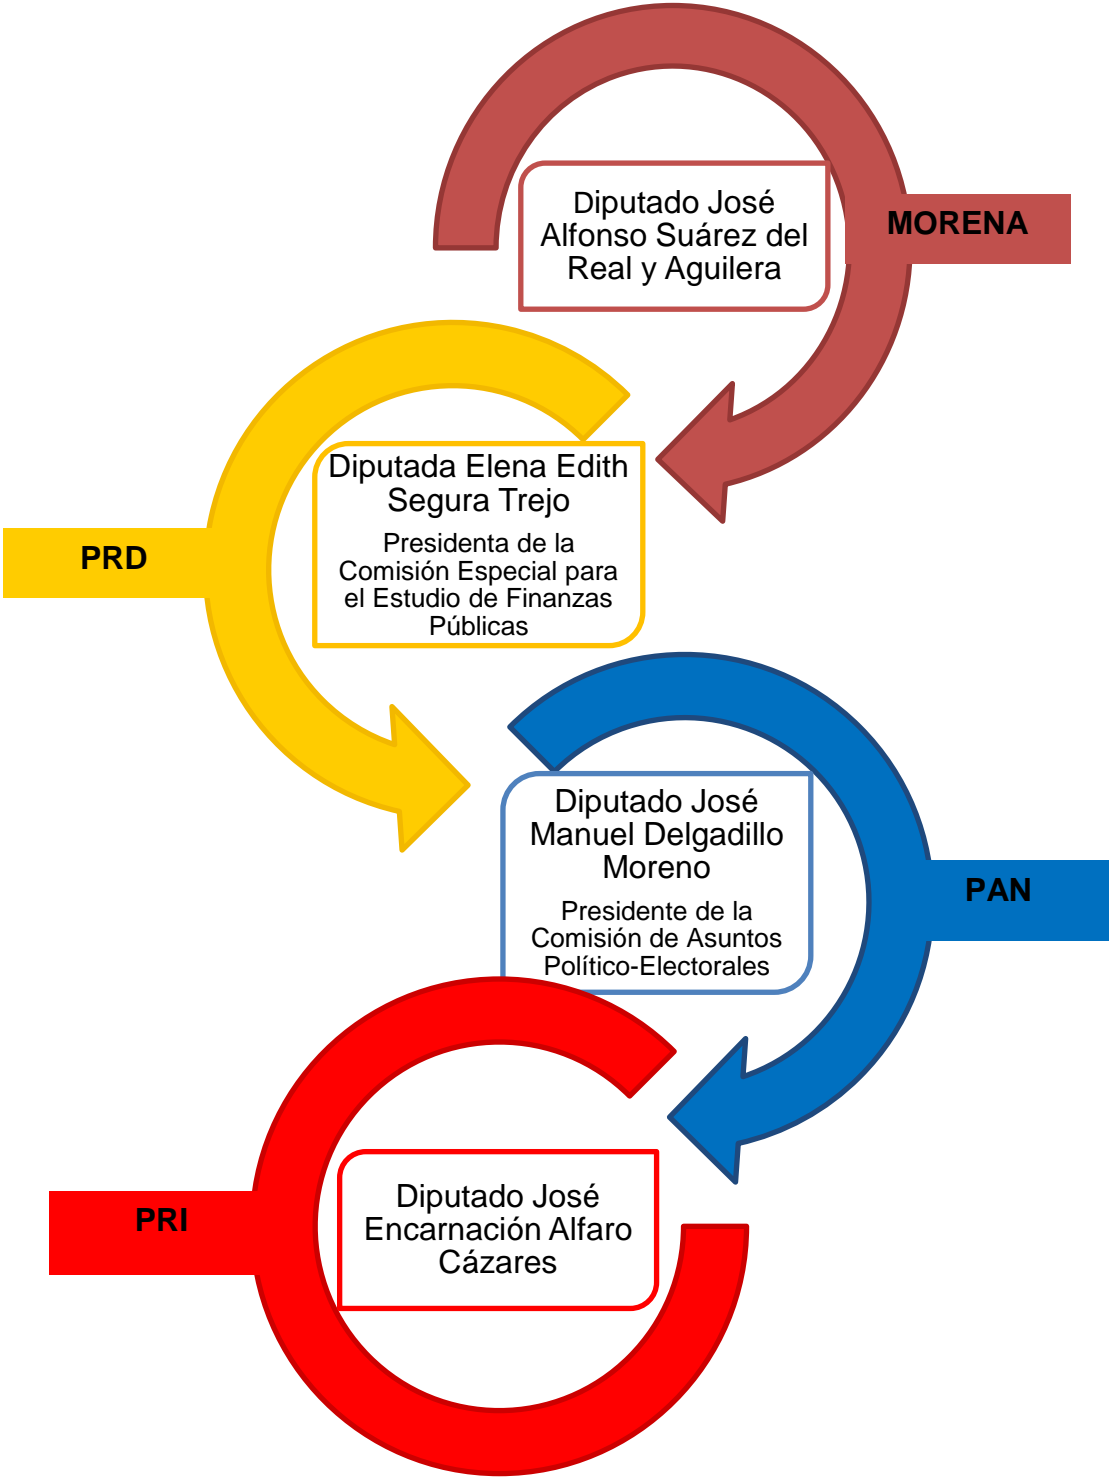 Diputado José
Alfonso Suárez del
Real y Aguilera
MORENA
Diputada Elena Edith
Segura Trejo
Presidenta de la
Comisión Especial para
el Estudio de Finanzas
Públicas
PRD
Diputado José
Manuel Delgadillo
Moreno
Presidente de la
Comisión de Asuntos
Político-Electorales
PAN
Diputado José
Encarnación Alfaro
Cázares
PRI